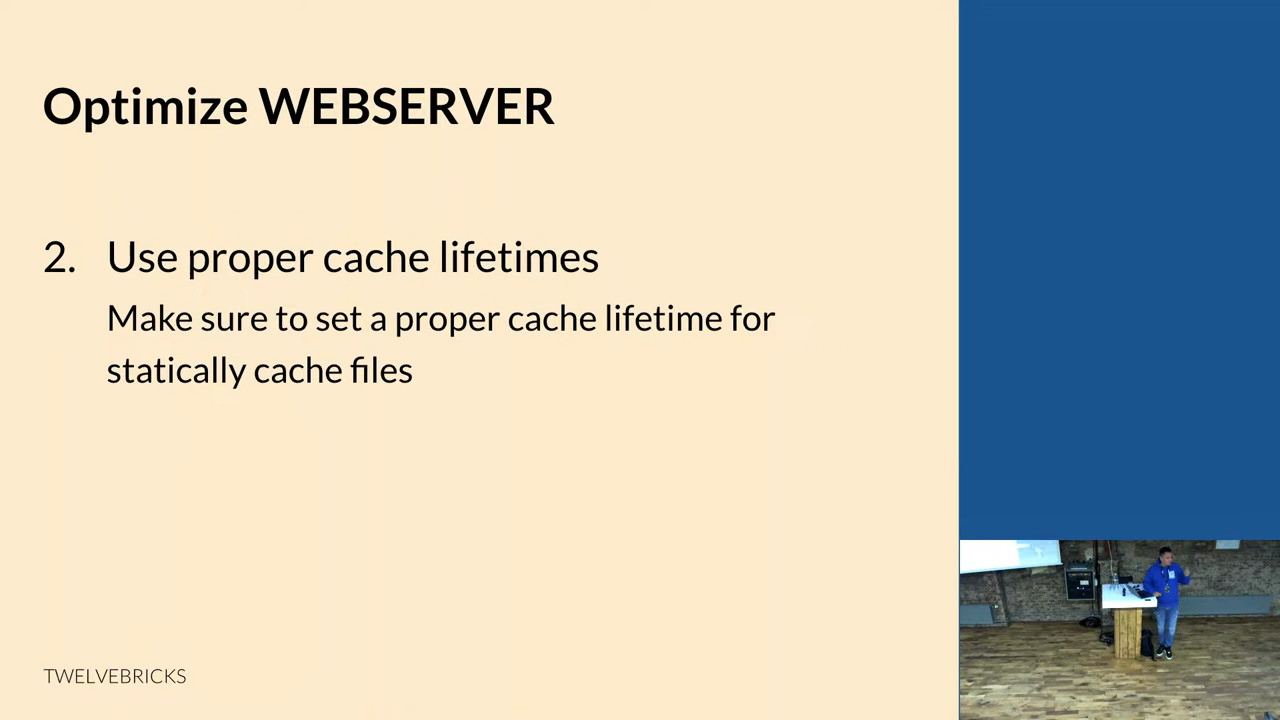 Optimize WEBSERVER
2. Use proper cache lifetimes
Make sure to set a proper cache lifetime for
statically cache files
TWELVEBRICKS